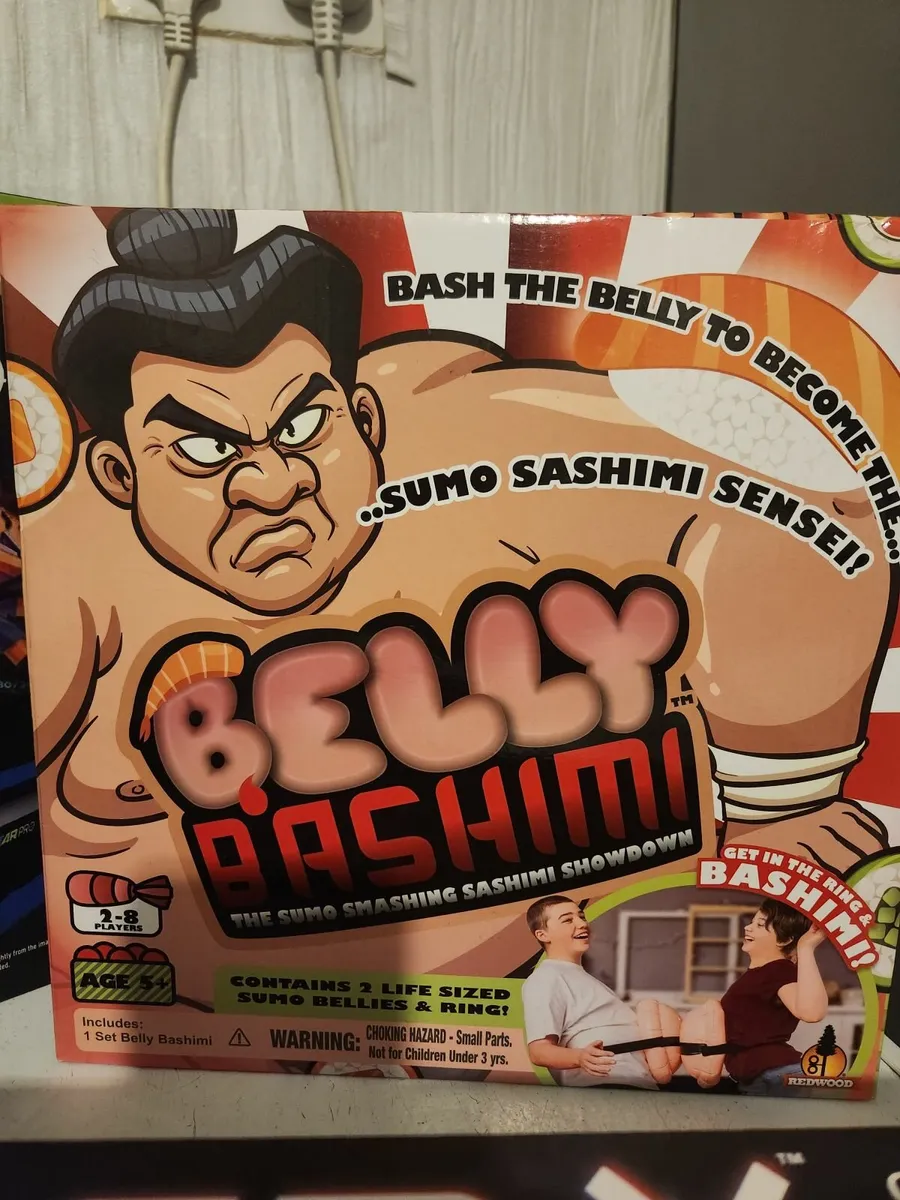 BASH THE BELLY TO BECOME THE...
..SUMO SASHIMI SENSEI!
BELLY
TM
BASHIMI
THE SUMO SMASHING SASHIMI SHOWDOWN
GET IN THE RING &
BASHIMI!
2-8
PLAYERS
AGE 5+
CONTAINS 2 LIFE SIZED
SUMO BELLIES & RING!
Includes:
1 Set Belly Bashimi
WARNING: CHOKING HAZARD - Small Parts.
Not for Children Under 3 yrs.
REDWOOD
TM